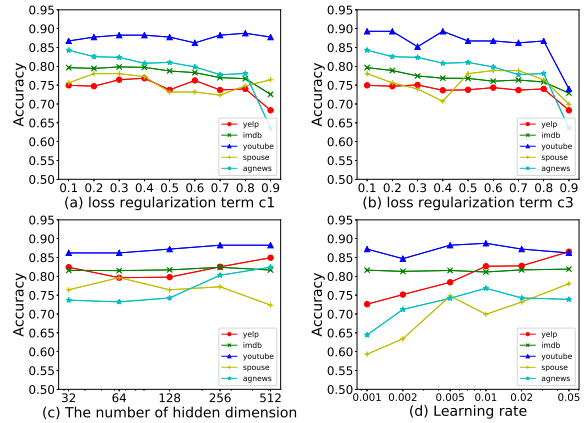 0.95
0.90
0.85
0.80
0.75
0.70
0.65
0.60
0.55
0.50
Accuracy
yelp
imdb
youtube
spouse
agnews
0.1 0.2 0.3 0.4 0.5 0.6 0.7 0.8 0.9
(a) loss regularization term c1
0.95
0.90
0.85
0.80
0.75
0.70
0.65
0.60
0.55
0.50
Accuracy
yelp
imdb
youtube
spouse
agnews
0.1 0.2 0.3 0.4 0.5 0.6 0.7 0.8 0.9
(b) loss regularization term c3
0.95
0.90
0.85
0.80
0.75
0.70
0.65
0.60
0.55
0.50
Accuracy
yelp
imdb
youtube
spouse
agnews
32 64 128 256 512
(c) The number of hidden dimension
0.95
0.90
0.85
0.80
0.75
0.70
0.65
0.60
0.55
0.50
Accuracy
yelp
imdb
youtube
spouse
agnews
0.001 0.002 0.005 0.01 0.02 0.05
(d) Learning rate